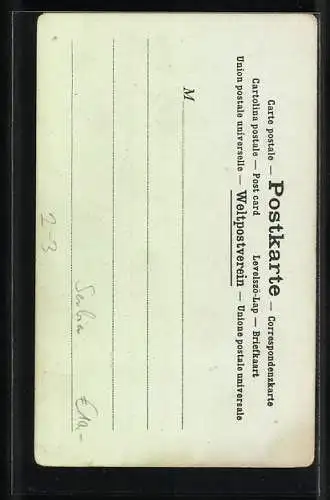 Carte postale — Postkarte — Correspondenzkarte
Cartolina postale — Post card Levelező-Lap — Briefkaart
Union postale universelle — Weltpostverein — Unione postale universale
M
2-3
Serbia